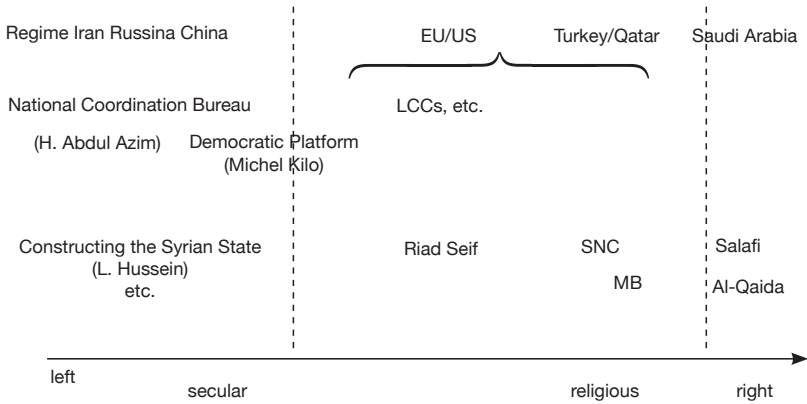 Regime Iran Russina China EU/US Turkey/Qatar Saudi Arabia
National Coordination Bureau LCCs, etc.
(H. Abdul Azim) Democratic Platform
(Michel Kilo)
Constructing the Syrian State Riad Seif SNC Salafi
(L. Hussein)
etc. MB Al-Qaida
left
secular religious right